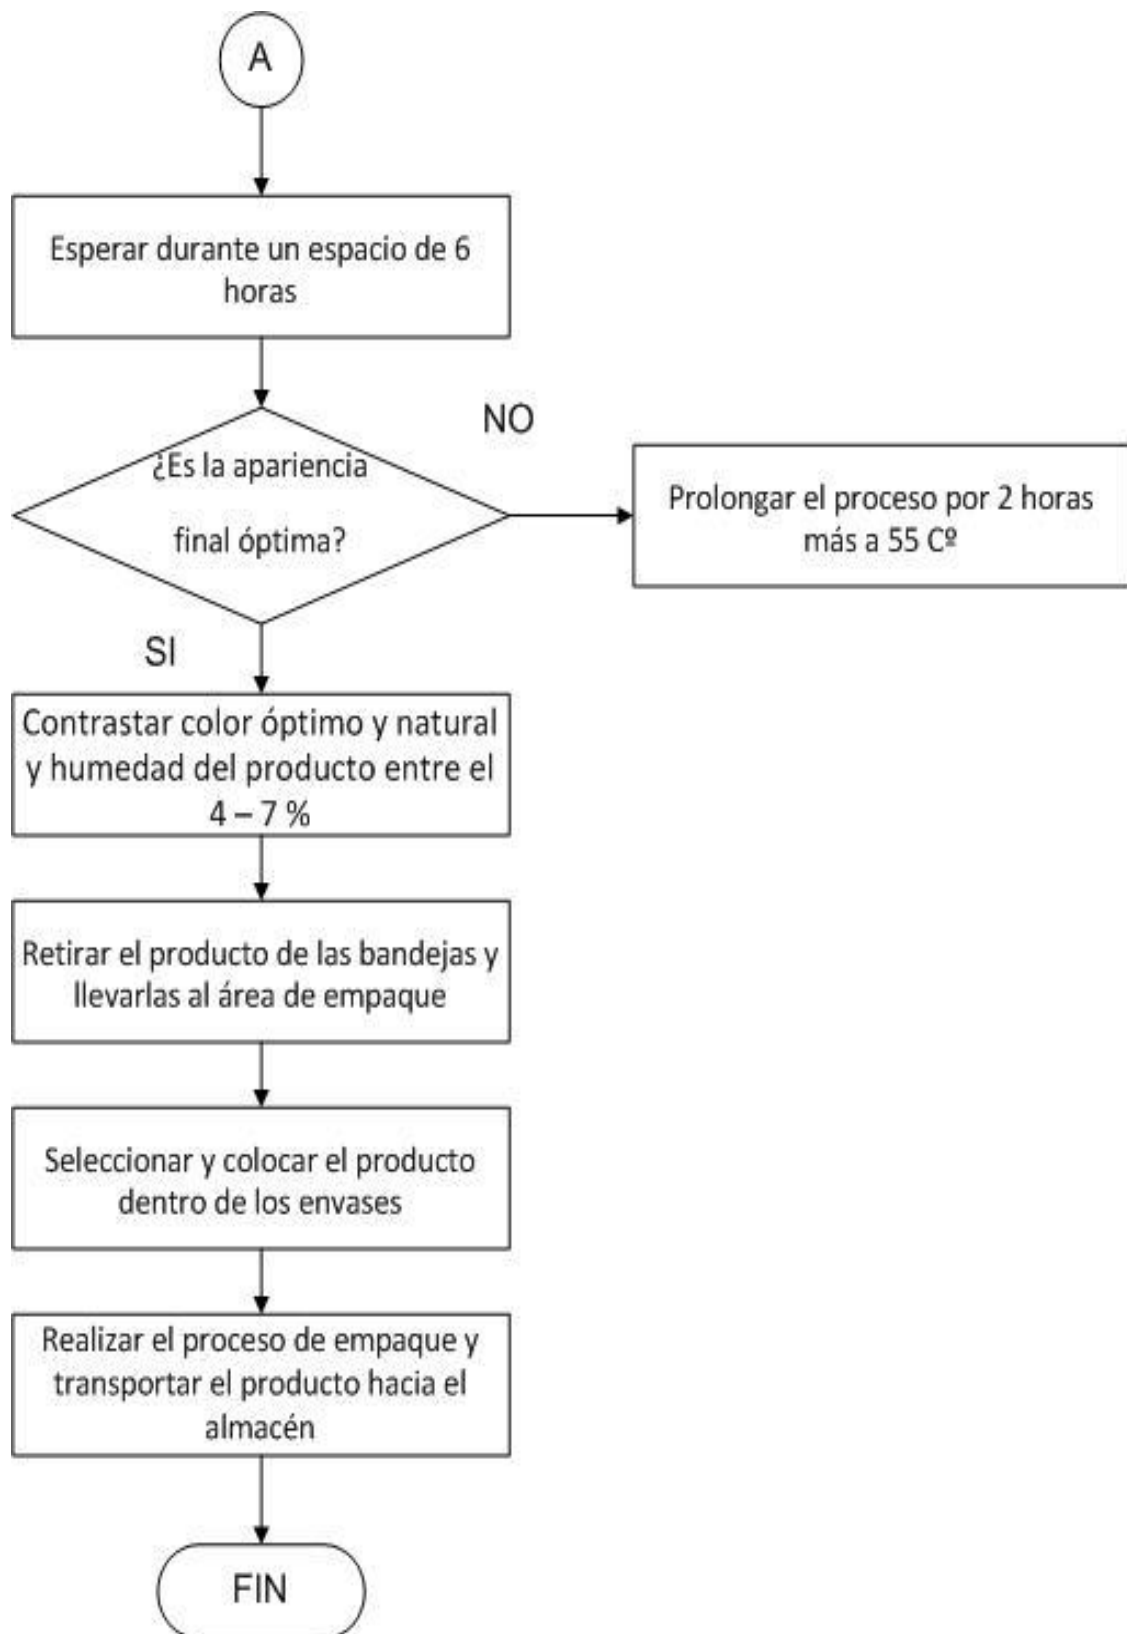 A
Esperar durante un espacio de 6
horas
¿Es la apariencia
final óptima?
NO
Prolongar el proceso por 2 horas
más a 55 Cº
SI
Contrastar color óptimo y natural
y humedad del producto entre el
4 – 7 %
Retirar el producto de las bandejas y
llevarlas al área de empaque
Seleccionar y colocar el producto
dentro de los envases
Realizar el proceso de empaque y
transportar el producto hacia el
almacén
FIN